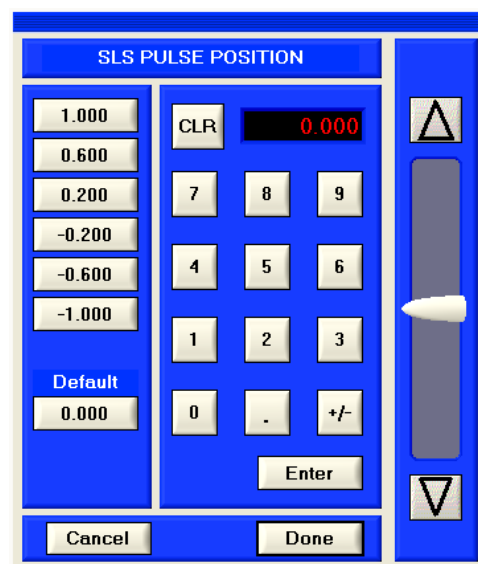 SLS PULSE POSITION
1.000
0.600
0.200
-0.200
-0.600
-1.000
Default
0.000
CLR
0.000
7 8 9
4 5 6
1 2 3
0 . +/-
Enter
Cancel
Done